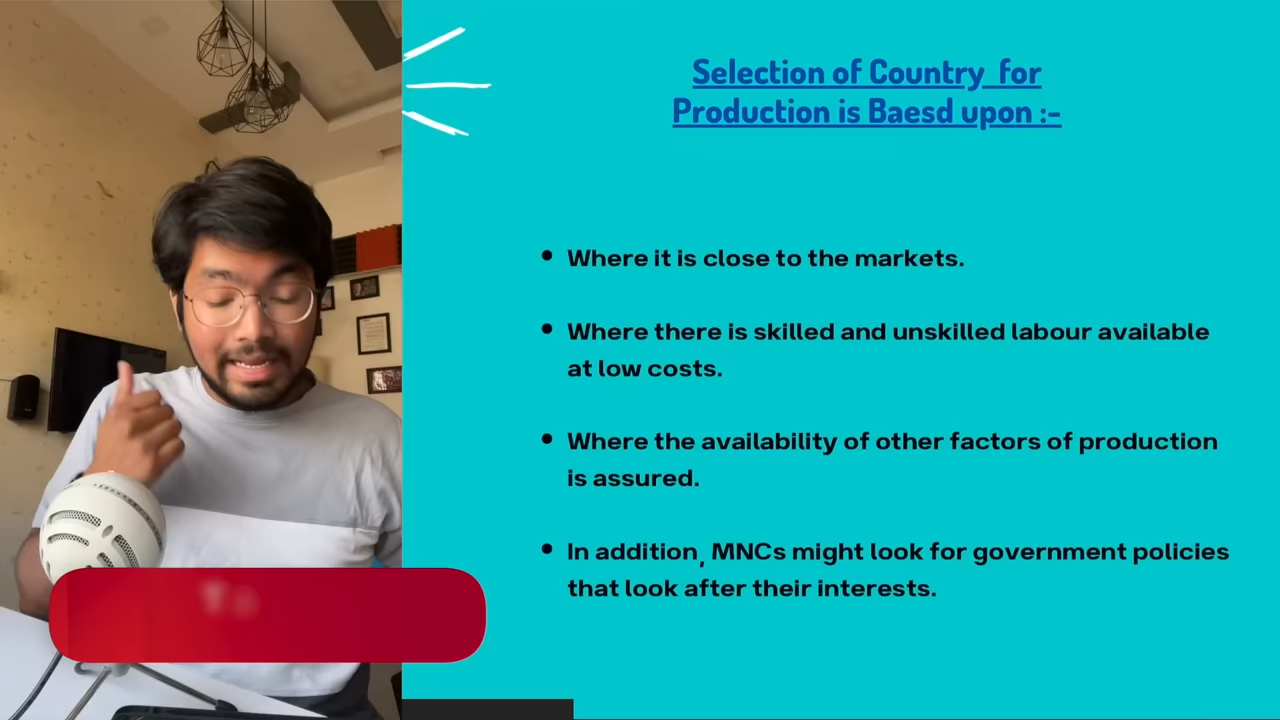 Selection of Country for
Production is Baesd upon :-
• Where it is close to the markets.
• Where there is skilled and unskilled labour available
at low costs.
• Where the availability of other factors of production
is assured.
• In addition, MNCs might look for government policies
that look after their interests.